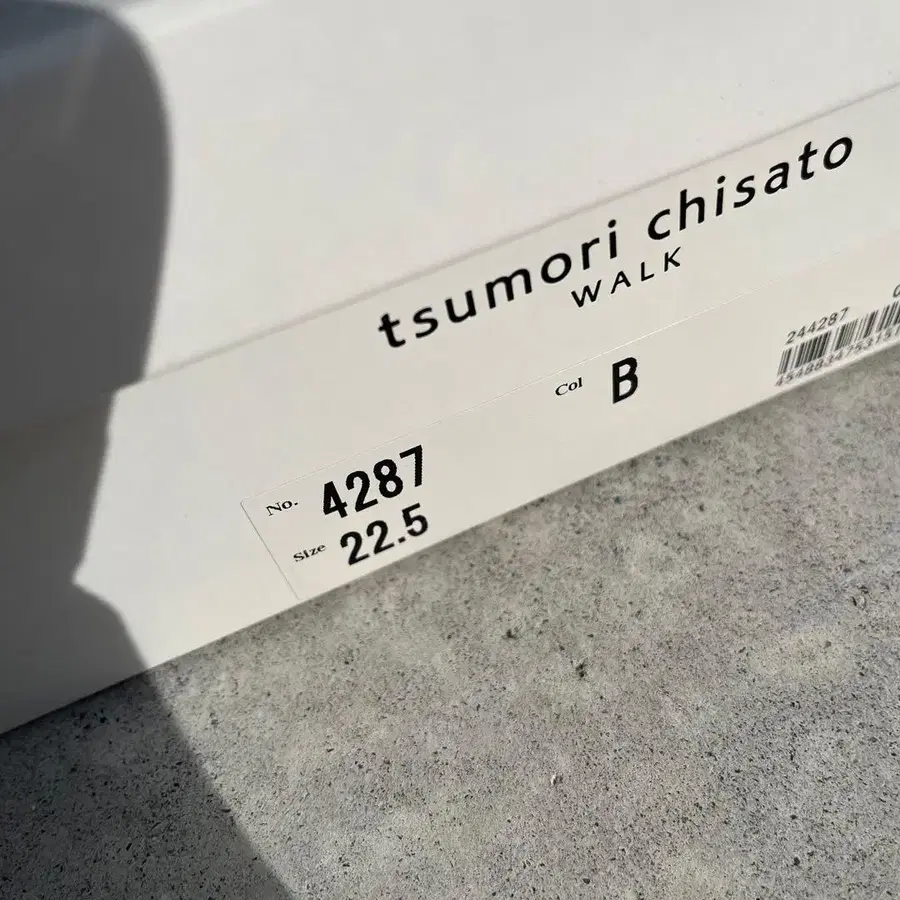 tsumori chisato
WALK
Col B
244287
No. 4287
Size 22.5